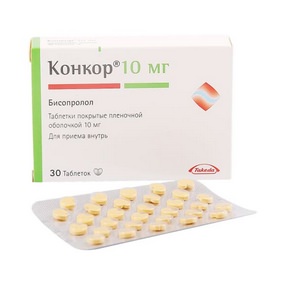 Конкор® 10 мг
Бисопролол
Таблетки покрытые пленочной
оболочкой 10 мг
Для приема внутрь
30 Таблеток
Takeda